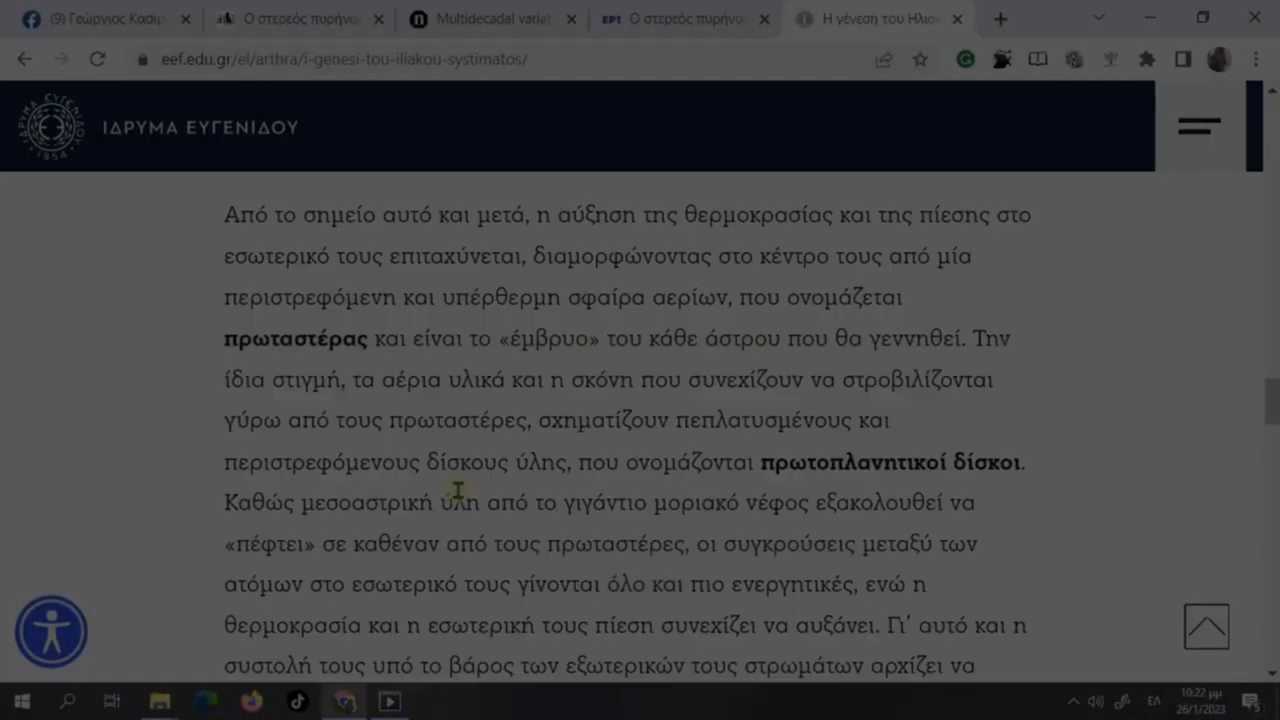 (9) Γεώργιος Κασιμ
Ο στερεός πυρήνο
Multidecadal variat
EPT Ο στερεός πυρήνο
Η γένεση του Ηλια
eef.edu.gr/el/arthra/i-genesi-tou-iliakou-systimatos/
ΙΔΡΥΜΑ ΕΥΓΕΝΙΔΟΥ
Από το σημείο αυτό και μετά, η αύξηση της θερμοκρασίας και της πίεσης στο
εσωτερικό τους επιταχύνεται, διαμορφώνοντας στο κέντρο τους από μία
περιστρεφόμενη και υπέρθερμη σφαίρα αερίων, που ονομάζεται
πρωταστέρας και είναι το «έμβρυο» του κάθε άστρου που θα γεννηθεί. Την
ίδια στιγμή, τα αέρια υλικά και η σκόνη που συνεχίζουν να στροβιλίζονται
γύρω από τους πρωταστέρες, σχηματίζουν πεπλατυσμένους και
περιστρεφόμενους δίσκους ύλης, που ονομάζονται πρωτοπλανητικοί δίσκοι.
Καθώς μεσοαστρική ύλη από το γιγάντιο μοριακό νέφος εξακολουθεί να
«πέφτει» σε καθέναν από τους πρωταστέρες, οι συγκρούσεις μεταξύ των
ατόμων στο εσωτερικό τους γίνονται όλο και πιο ενεργητικές, ενώ η
θερμοκρασία και η εσωτερική τους πίεση συνεχίζει να αυξάνει. Γι’ αυτό και η
συστολή τους υπό το βάρος των εξωτερικών τους στρωμάτων αρχίζει να
ΕΛ
10:22 μμ
26/1/2023